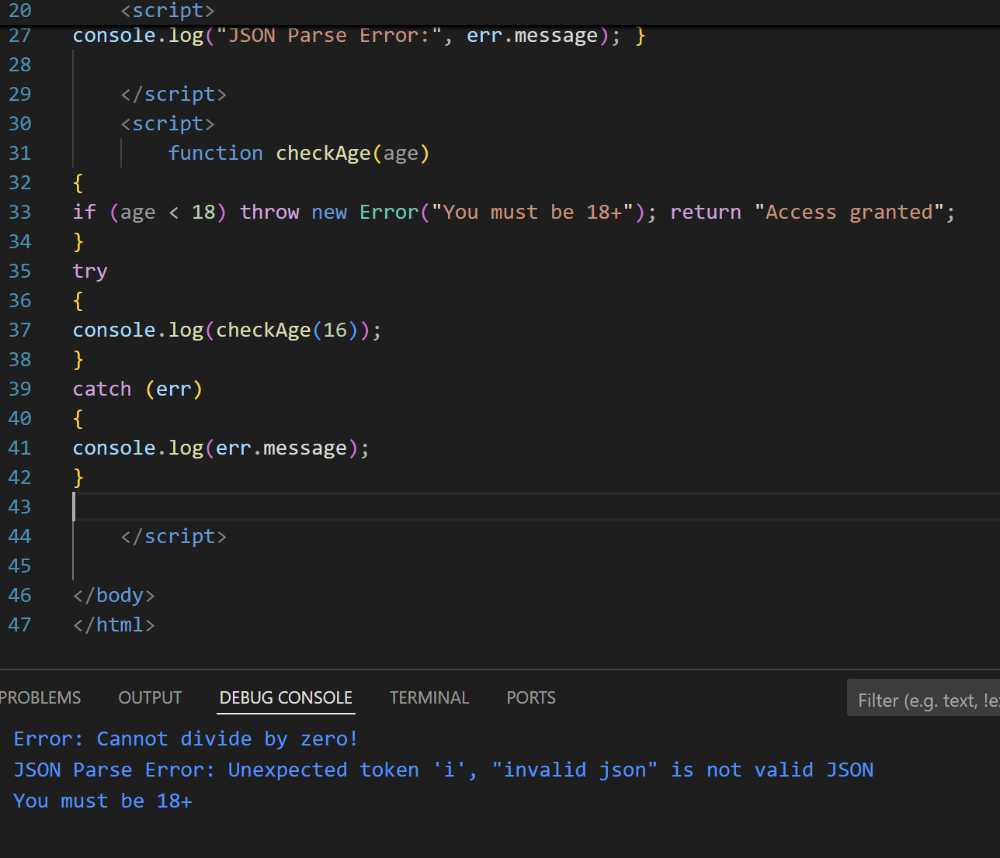 20 <script>
27 console.log("JSON Parse Error:", err.message); }
28
29 </script>
30 <script>
31 function checkAge(age)
32 {
33 if (age < 18) throw new Error("You must be 18+"); return "Access granted";
34 }
35 try
36 {
37 console.log(checkAge(16));
38 }
39 catch (err)
40 {
41 console.log(err.message);
42 }
43
44 </script>
45
46 </body>
47 </html>
PROBLEMS OUTPUT DEBUG CONSOLE TERMINAL PORTS Filter (e.g. text, !e
Error: Cannot divide by zero!
JSON Parse Error: Unexpected token 'i', "invalid json" is not valid JSON
You must be 18+